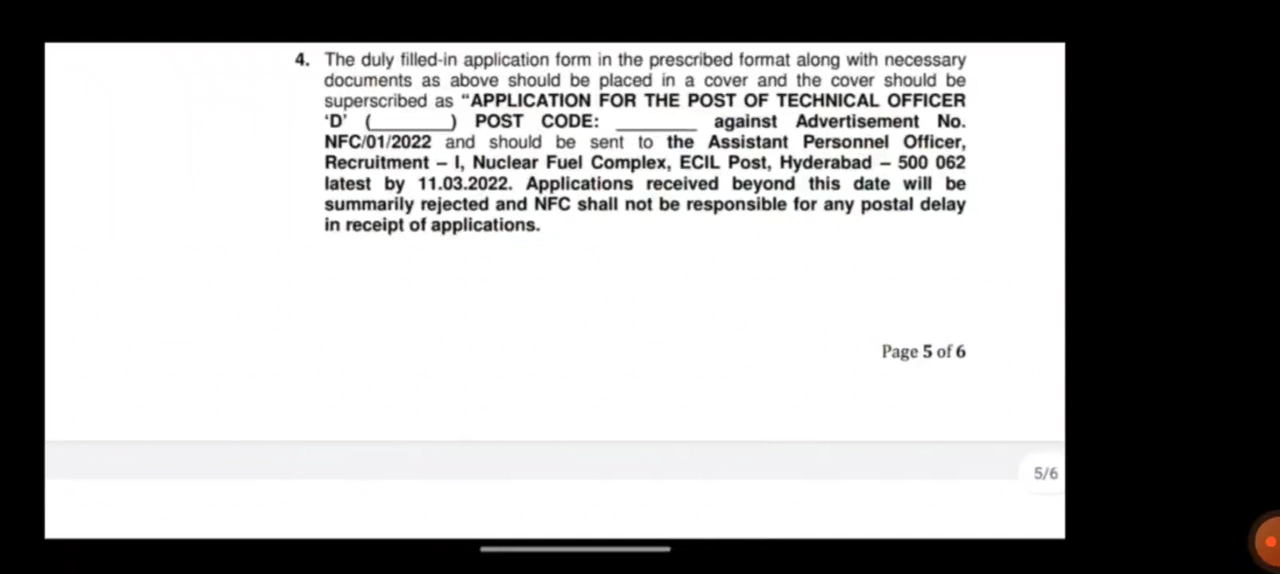 4. The duly filled-in application form in the prescribed format along with necessary
documents as above should be placed in a cover and the cover should be
superscribed as “APPLICATION FOR THE POST OF TECHNICAL OFFICER
‘D’ (_______) POST CODE: ________ against Advertisement No.
NFC/01/2022 and should be sent to the Assistant Personnel Officer,
Recruitment – I, Nuclear Fuel Complex, ECIL Post, Hyderabad – 500 062
latest by 11.03.2022. Applications received beyond this date will be
summarily rejected and NFC shall not be responsible for any postal delay
in receipt of applications.
Page 5 of 6
5/6